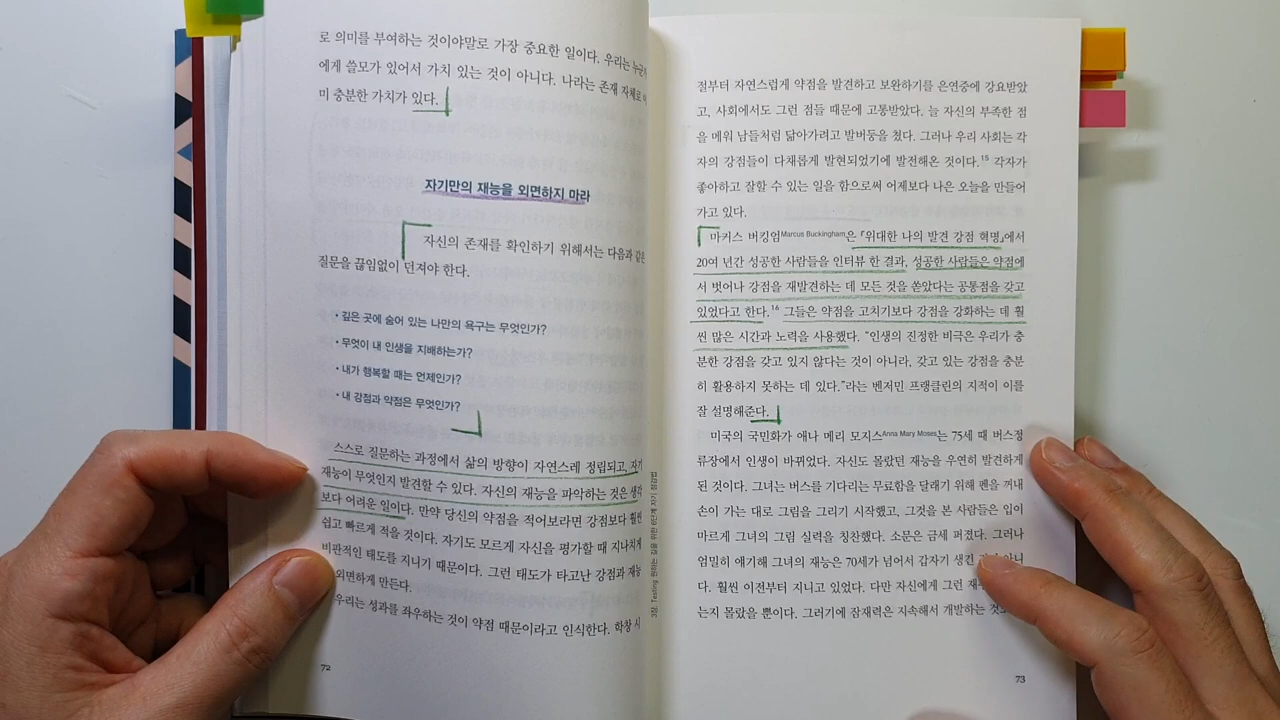 로 의미를 부여하는 것이야말로 가장 중요한 일이다. 우리는
에게 쓸모가 있어서 가치 있는 것이 아니다. 나라는 존재 자체로
미 충분한 가치가 있다.
자기만의 재능을 외면하지 마라
자신의 존재를 확인하기 위해서는 다음과 같은
질문을 끊임없이 던져야 한다.
• 깊은 곳에 숨어 있는 나만의 욕구는 무엇인가?
• 무엇이 내 인생을 지배하는가?
• 내가 행복할 때는 언제인가?
• 내 강점과 약점은 무엇인가?
스스로 질문하는 과정에서 삶의 방향이 자연스레 정립되고, 자기
재능이 무엇인지 발견할 수 있다. 자신의 재능을 파악하는 것은 생각
보다 어려운 일이다. 만약 당신의 약점을 적어보라면 강점보다 훨씬
쉽고 빠르게 적을 것이다. 자기도 모르게 자신을 평가할 때 지나치게
비판적인 태도를 지니기 때문이다. 그런 태도가 타고난 강점과 재능
외면하게 만든다.
우리는 성과를 좌우하는 것이 약점 때문이라고 인식한다. 학창 시
72
3장. Testing 원하는 길을 위한 6단계 자기 점검법
점부터 자연스럽게 약점을 발견하고 보완하기를 은연중에 강요받았
고, 사회에서도 그런 점들 때문에 고통받았다. 늘 자신의 부족한 점
을 메워 남들처럼 닮아가려고 발버둥을 쳤다. 그러나 우리 사회는 각
자의 강점들이 다채롭게 발현되었기에 발전해온 것이다.15 각자가
좋아하고 잘할 수 있는 일을 함으로써 어제보다 나은 오늘을 만들어
가고 있다.
마커스 버킹엄Marcus Buckingham은 『위대한 나의 발견 강점 혁명』에서
20여 년간 성공한 사람들을 인터뷰 한 결과, 성공한 사람들은 약점에
서 벗어나 강점을 재발견하는 데 모든 것을 쏟았다는 공통점을 갖고
있었다고 한다.16 그들은 약점을 고치기보다 강점을 강화하는 데 훨
씬 많은 시간과 노력을 사용했다. "인생의 진정한 비극은 우리가 충
분한 강점을 갖고 있지 않다는 것이 아니라, 갖고 있는 강점을 충분
히 활용하지 못하는 데 있다."라는 벤저민 프랭클린의 지적이 이를
잘 설명해준다.
미국의 국민화가 애나 메리 모지스Anna Mary Moses는 75세 때 버스정
류장에서 인생이 바뀌었다. 자신도 몰랐던 재능을 우연히 발견하게
된 것이다. 그녀는 버스를 기다리는 무료함을 달래기 위해 펜을 꺼내
손이 가는 대로 그림을 그리기 시작했고, 그것을 본 사람들은 입이
마르게 그녀의 그림 실력을 칭찬했다. 소문은 금세 퍼졌다. 그러나
엄밀히 얘기해 그녀의 재능은 70세가 넘어서 갑자기 생긴
다. 훨씬 이전부터 지니고 있었다. 다만 자신에게 그런
는지 몰랐을 뿐이다. 그러기에 잠재력은 지속해서 개발하는
73